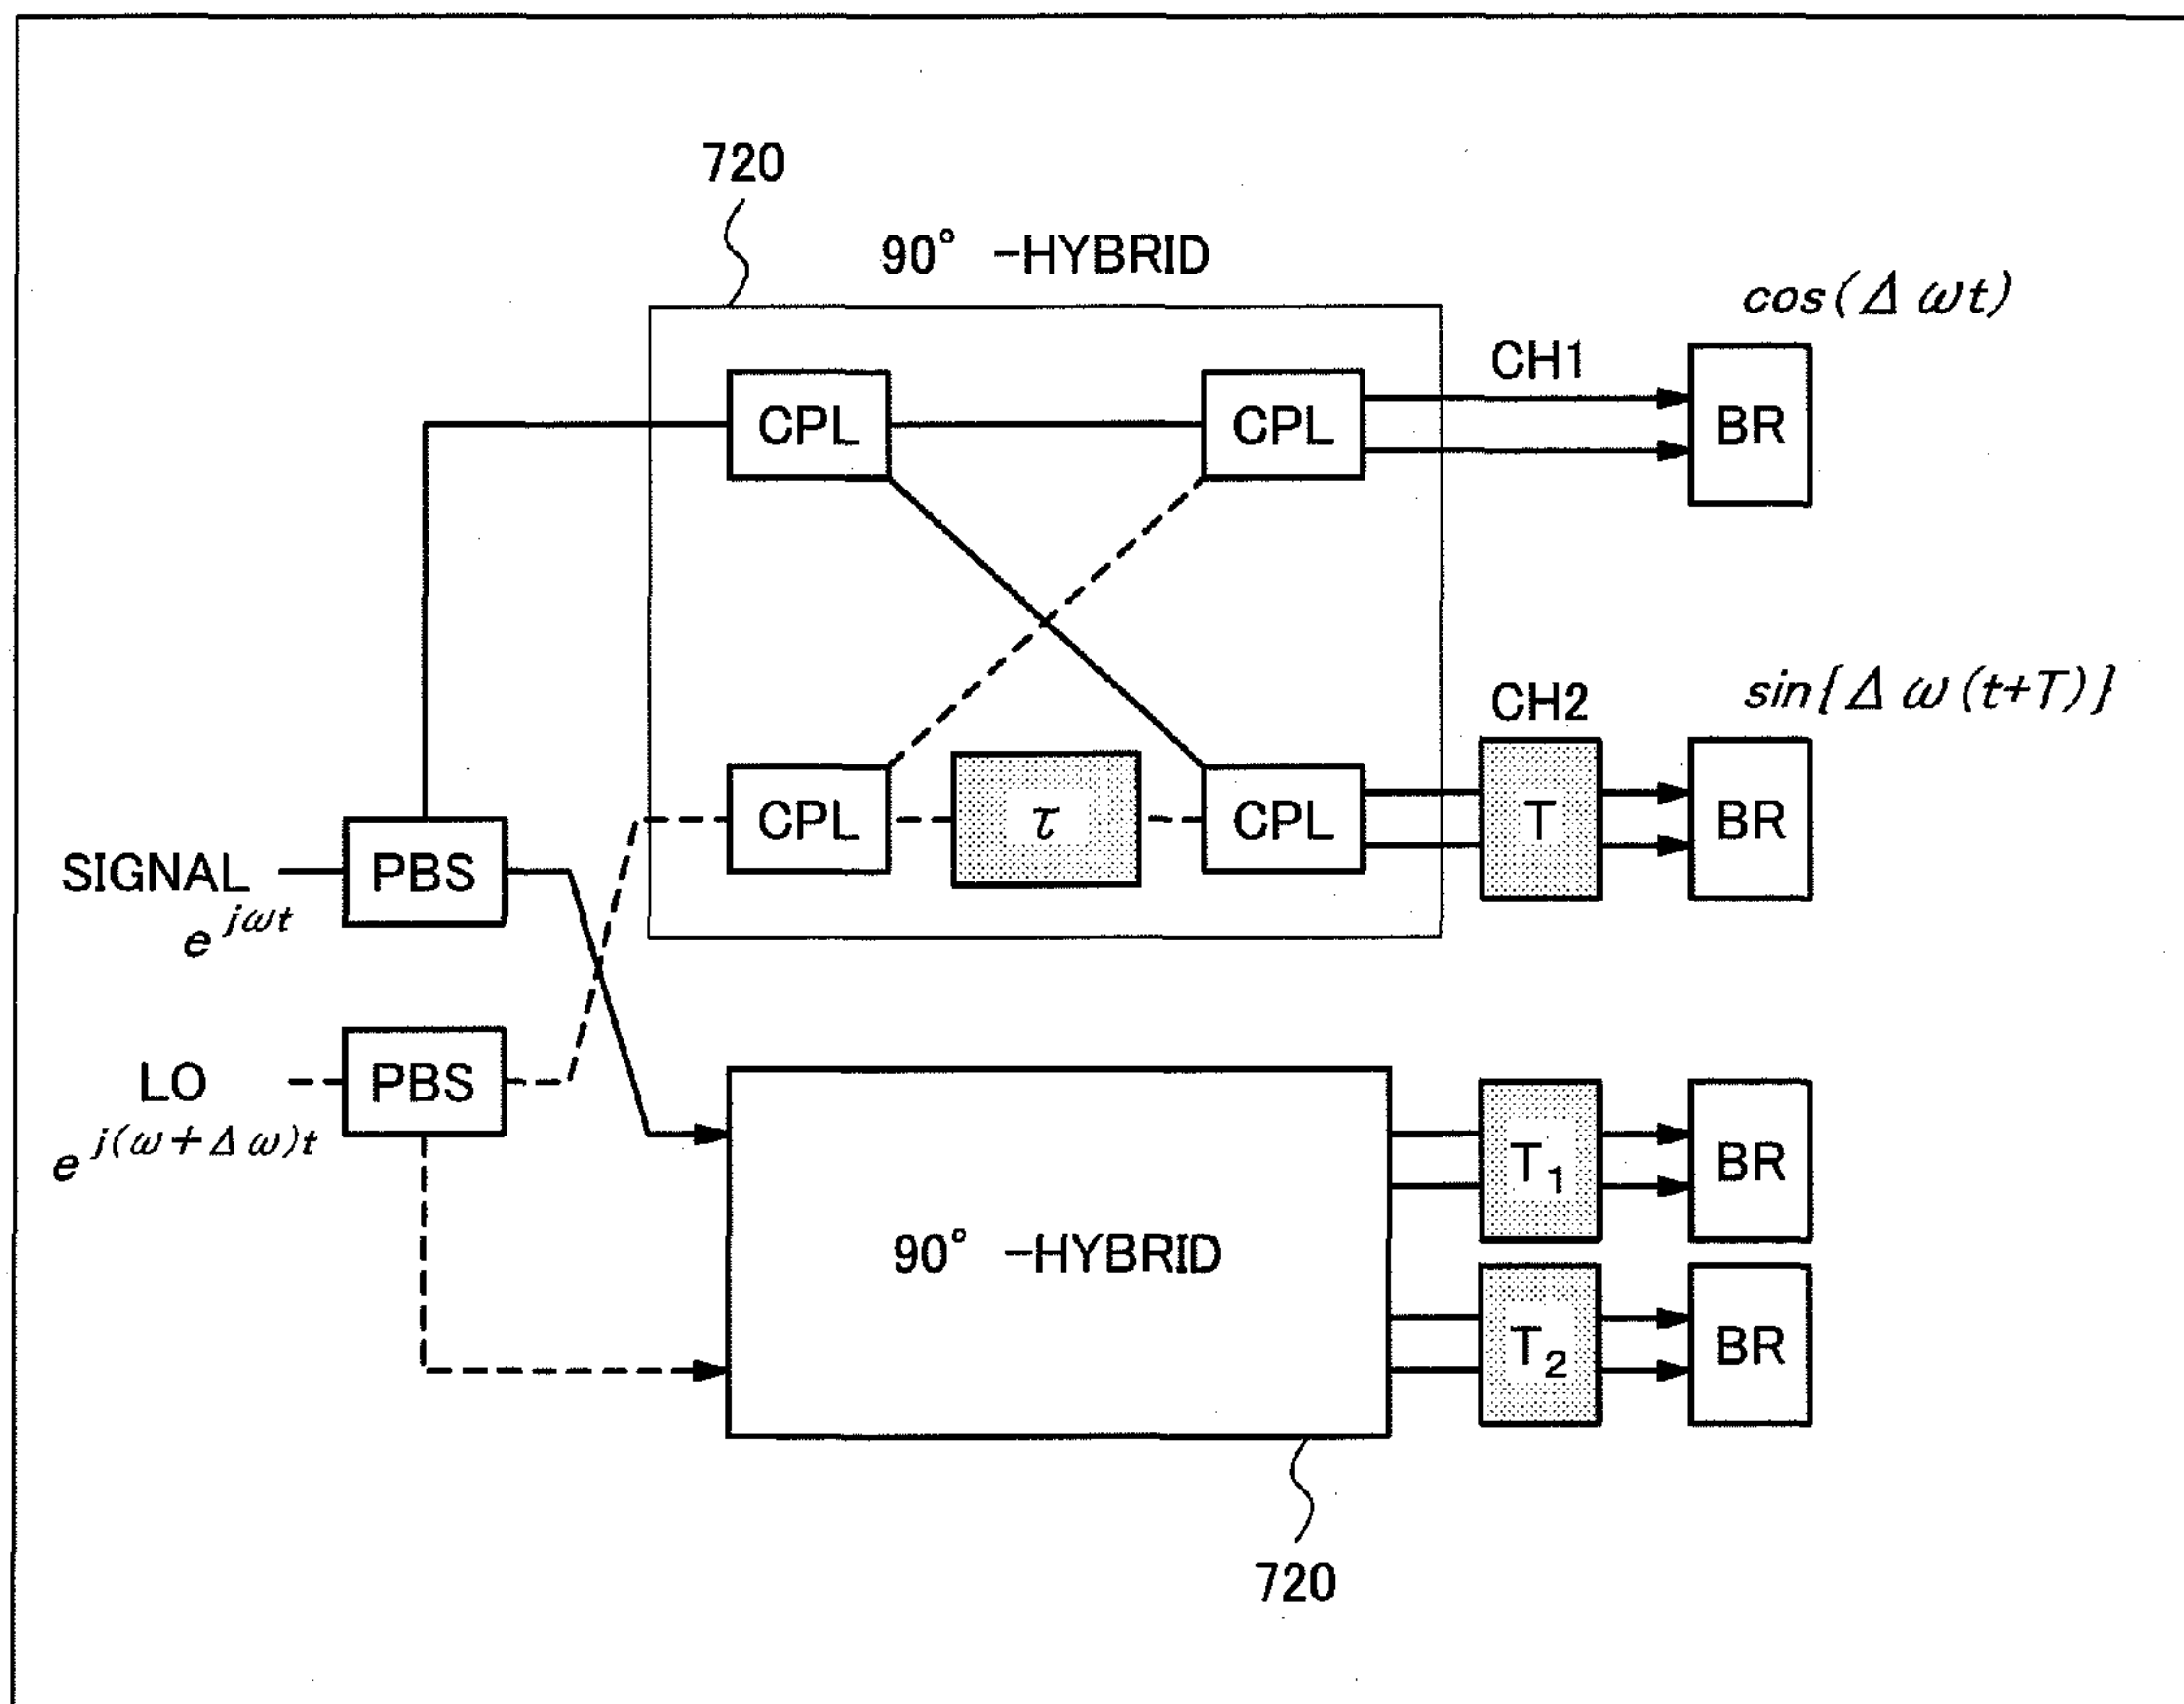 720
90° -HYBRID
cos(Δωt)
CPL
CPL
CH1
BR
CH2
sin{Δω(t+T)}
CPL
τ
CPL
T
BR
SIGNAL
e^jωt
PBS
LO
e^j(ω+Δω)t
PBS
90° -HYBRID
T₁
BR
T₂
BR
720